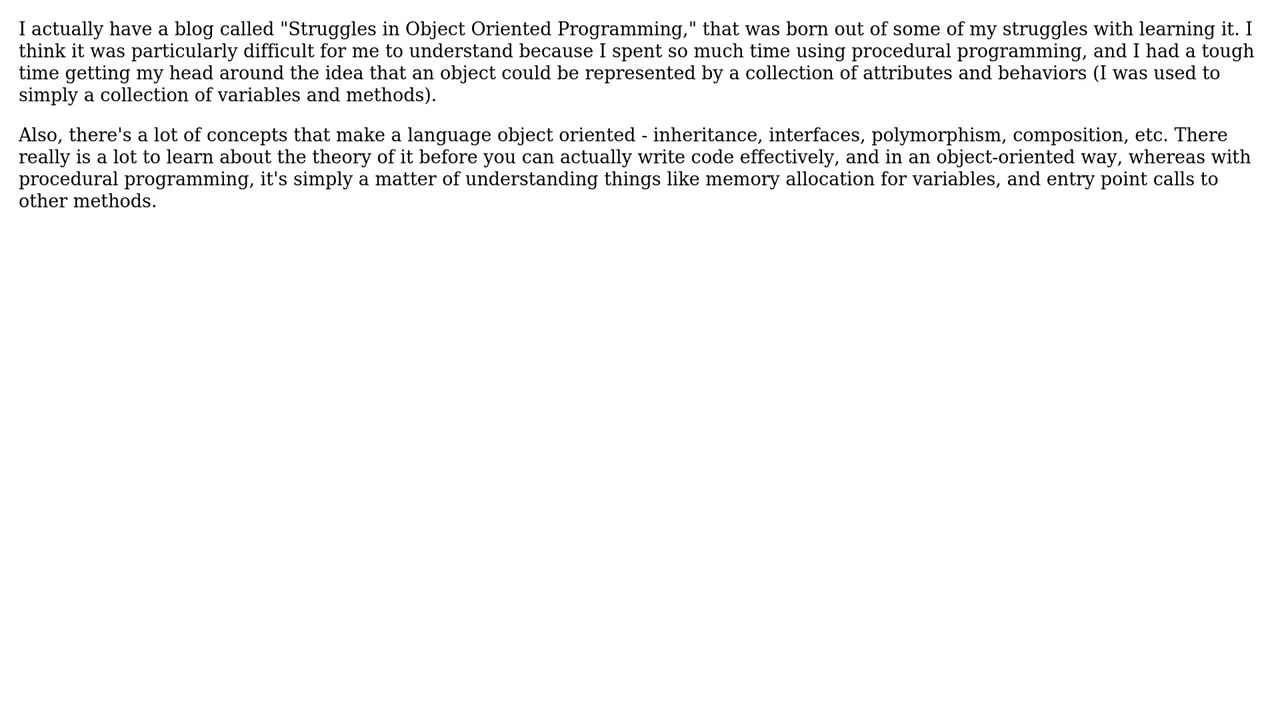 I actually have a blog called "Struggles in Object Oriented Programming," that was born out of some of my struggles with learning it. I
think it was particularly difficult for me to understand because I spent so much time using procedural programming, and I had a tough
time getting my head around the idea that an object could be represented by a collection of attributes and behaviors (I was used to
simply a collection of variables and methods).
Also, there's a lot of concepts that make a language object oriented - inheritance, interfaces, polymorphism, composition, etc. There
really is a lot to learn about the theory of it before you can actually write code effectively, and in an object-oriented way, whereas with
procedural programming, it's simply a matter of understanding things like memory allocation for variables, and entry point calls to
other methods.